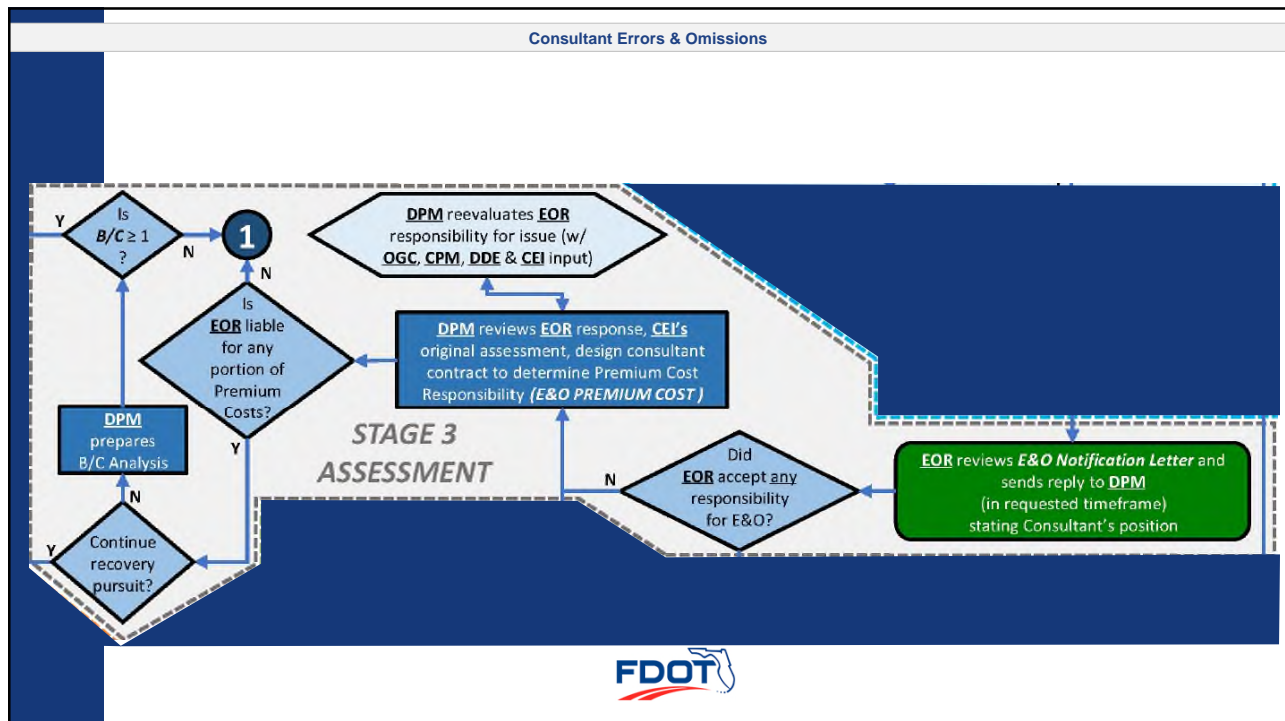 Consultant Errors & Omissions
Y
Is
B/C ≥ 1
?
N
1
N
DPM reevaluates EOR
responsibility for issue (w/
OGC, CPM, DDE & CEI input)
Is
EOR liable
for any
portion of
Premium
Costs?
Y
DPM reviews EOR response, CEI's
original assessment, design consultant
contract to determine Premium Cost
Responsibility (E&O PREMIUM COST)
DPM
prepares
B/C Analysis
N
Y
Continue
recovery
pursuit?
STAGE 3
ASSESSMENT
N
Did
EOR accept any
responsibility
for E&O?
EOR reviews E&O Notification Letter and
sends reply to DPM
(in requested timeframe)
stating Consultant's position
FDOT